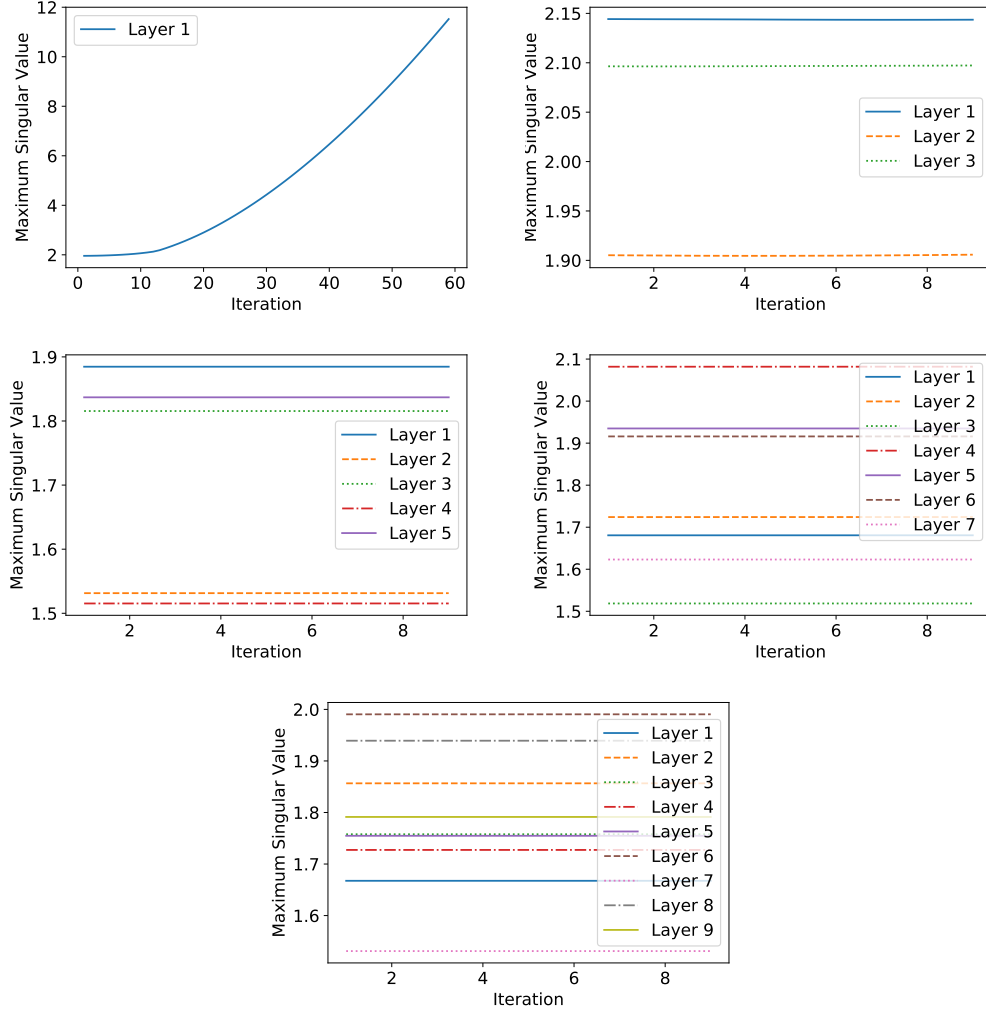 12
10
8
6
4
2
Maximum Singular Value
Layer 1
0 10 20 30 40 50 60
Iteration
2.15
2.10
2.05
2.00
1.95
1.90
Maximum Singular Value
Layer 1
Layer 2
Layer 3
2 4 6 8
Iteration
1.9
1.8
1.7
1.6
1.5
Maximum Singular Value
Layer 1
Layer 2
Layer 3
Layer 4
Layer 5
2 4 6 8
Iteration
2.1
2.0
1.9
1.8
1.7
1.6
1.5
Maximum Singular Value
Layer 1
Layer 2
Layer 3
Layer 4
Layer 5
Layer 6
Layer 7
2 4 6 8
Iteration
2.0
1.9
1.8
1.7
1.6
Maximum Singular Value
Layer 1
Layer 2
Layer 3
Layer 4
Layer 5
Layer 6
Layer 7
Layer 8
Layer 9
2 4 6 8
Iteration